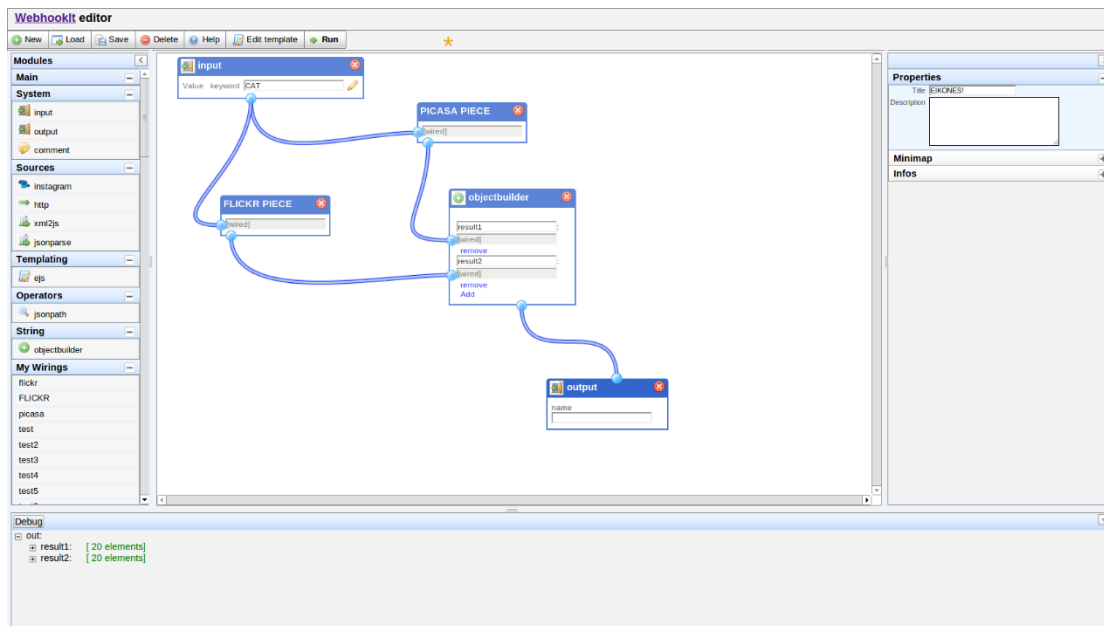 WebhookIt editor
New Load Save Delete Help Edit template Run
Modules
Main
System
input
output
comment
Sources
instagram
http
xml2js
jsonparse
Templating
ejs
Operators
jsonpath
String
objectbuilder
My Wirings
flickr
FLICKR
picasa
test
test2
test3
test4
test5
input
Value keyword CAT
PICASA PIECE
[wired]
FLICKR PIECE
[wired]
objectbuilder
result1 :
[wired]
remove
result2 :
[wired]
remove
Add
output
name
Properties
Title EIKONES!
Description
Minimap
Infos
Debug
out:
result1: [ 20 elements]
result2: [ 20 elements]